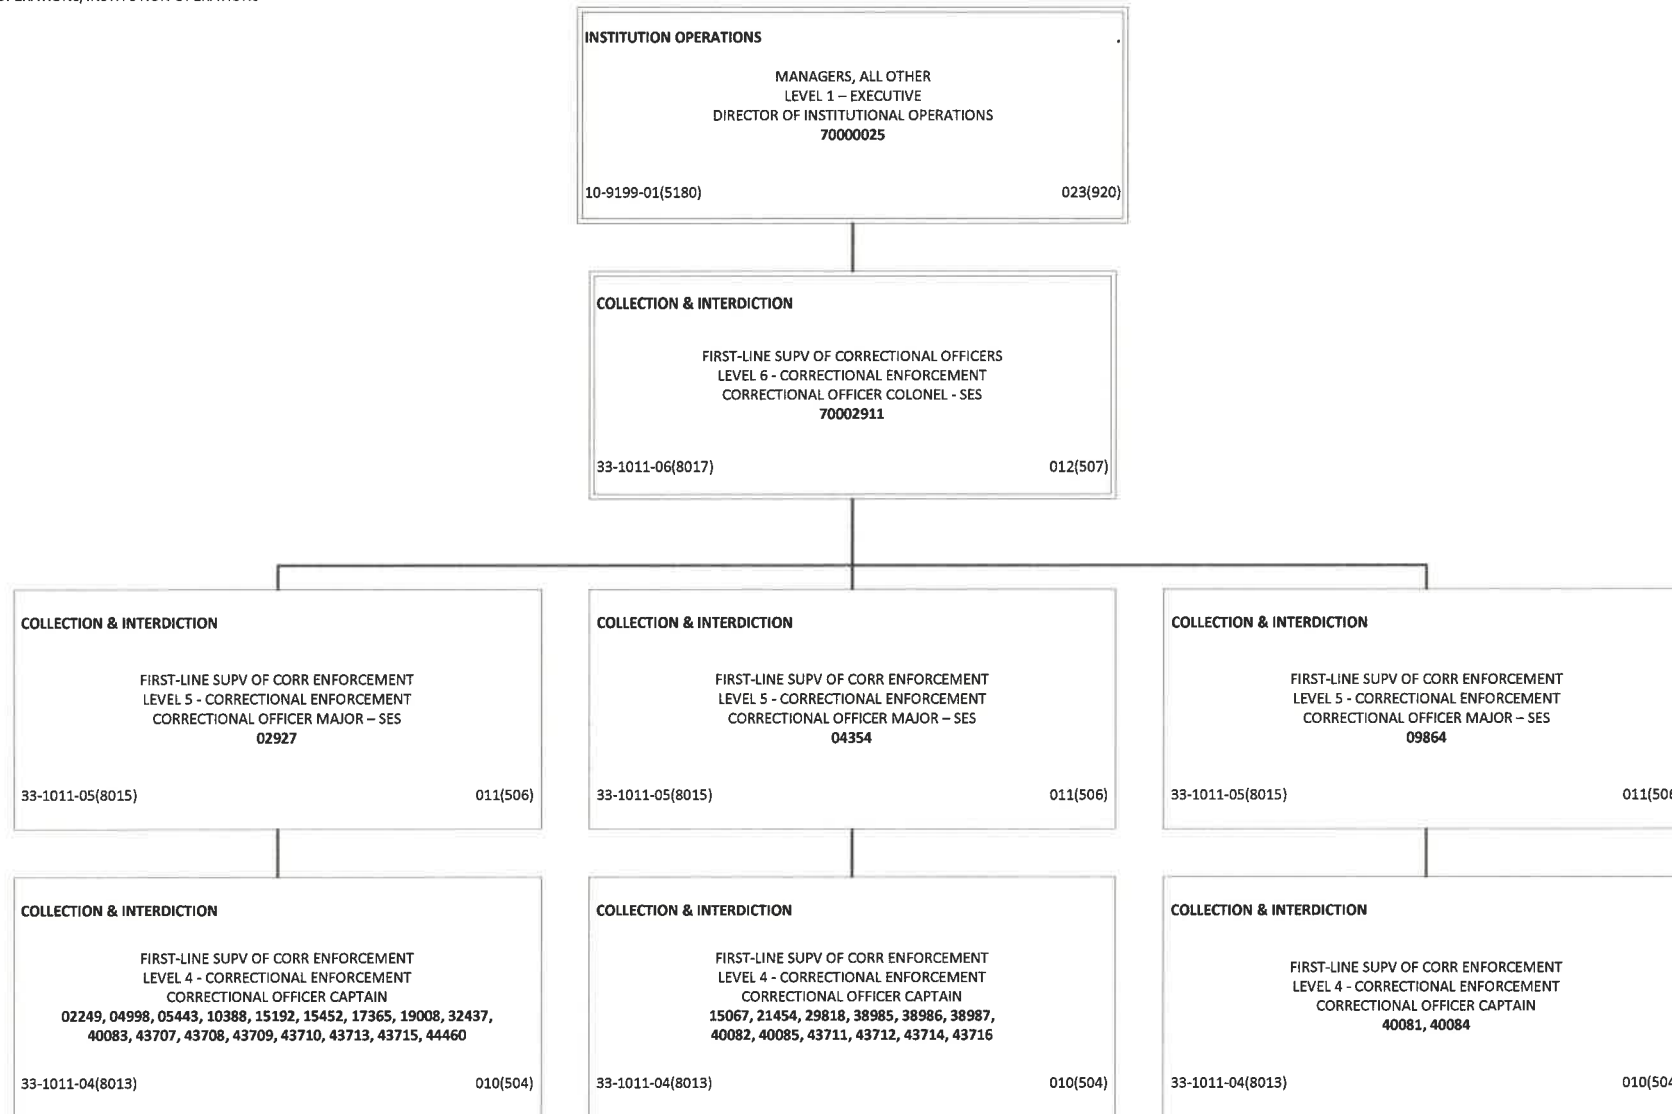 INSTITUTION OPERATIONS
MANAGERS, ALL OTHER
LEVEL 1 – EXECUTIVE
DIRECTOR OF INSTITUTIONAL OPERATIONS
70000025
10-9199-01(5180) 023(920)
COLLECTION & INTERDICTION
FIRST-LINE SUPV OF CORRECTIONAL OFFICERS
LEVEL 6 - CORRECTIONAL ENFORCEMENT
CORRECTIONAL OFFICER COLONEL - SES
70002911
33-1011-06(8017) 012(507)
COLLECTION & INTERDICTION
FIRST-LINE SUPV OF CORR ENFORCEMENT
LEVEL 5 - CORRECTIONAL ENFORCEMENT
CORRECTIONAL OFFICER MAJOR – SES
02927
33-1011-05(8015) 011(506)
COLLECTION & INTERDICTION
FIRST-LINE SUPV OF CORR ENFORCEMENT
LEVEL 5 - CORRECTIONAL ENFORCEMENT
CORRECTIONAL OFFICER MAJOR – SES
04354
33-1011-05(8015) 011(506)
COLLECTION & INTERDICTION
FIRST-LINE SUPV OF CORR ENFORCEMENT
LEVEL 5 - CORRECTIONAL ENFORCEMENT
CORRECTIONAL OFFICER MAJOR – SES
09864
33-1011-05(8015) 011(506
COLLECTION & INTERDICTION
FIRST-LINE SUPV OF CORR ENFORCEMENT
LEVEL 4 - CORRECTIONAL ENFORCEMENT
CORRECTIONAL OFFICER CAPTAIN
02249, 04998, 05443, 10388, 15192, 15452, 17365, 19008, 32437,
40083, 43707, 43708, 43709, 43710, 43713, 43715, 44460
33-1011-04(8013) 010(504)
COLLECTION & INTERDICTION
FIRST-LINE SUPV OF CORR ENFORCEMENT
LEVEL 4 - CORRECTIONAL ENFORCEMENT
CORRECTIONAL OFFICER CAPTAIN
15067, 21454, 29818, 38985, 38986, 38987,
40082, 40085, 43711, 43712, 43714, 43716
33-1011-04(8013) 010(504)
COLLECTION & INTERDICTION
FIRST-LINE SUPV OF CORR ENFORCEMENT
LEVEL 4 - CORRECTIONAL ENFORCEMENT
CORRECTIONAL OFFICER CAPTAIN
40081, 40084
33-1011-04(8013) 010(504